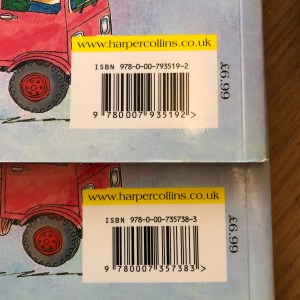 www.harpercollins.co.uk
ISBN 978-0-00-793519-2
9 780007 935192 >
£6.99
www.harpercollins.co.uk
ISBN 978-0-00-735738-3
9 780007 357383 >
£6.99